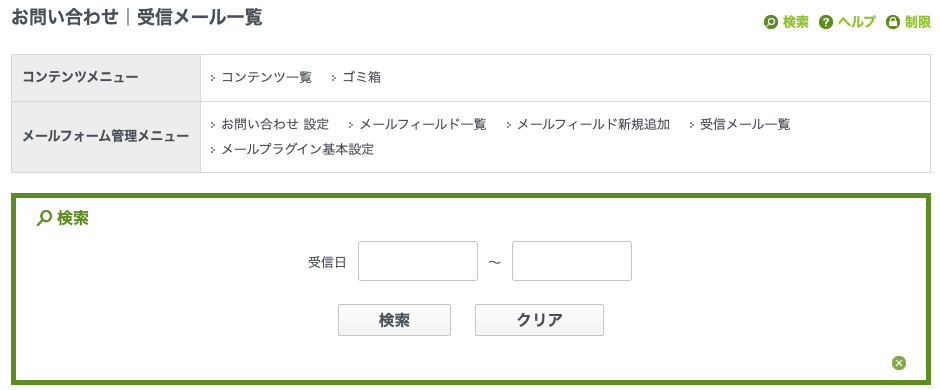 お問い合わせ｜受信メール一覧
検索 ヘルプ 制限
コンテンツメニュー コンテンツ一覧 ゴミ箱
メールフォーム管理メニュー お問い合わせ 設定 メールフィールド一覧 メールフィールド新規追加 受信メール一覧
メールプラグイン基本設定
検索
受信日 ～
検索 クリア